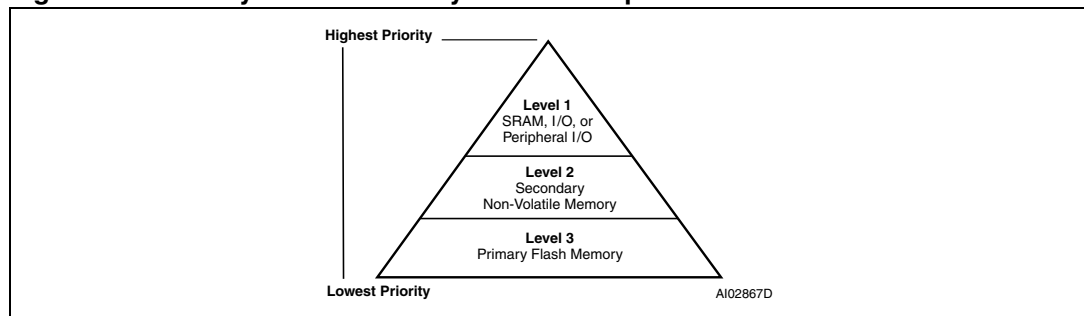 Highest Priority
Level 1
SRAM, I/O, or
Peripheral I/O
Level 2
Secondary
Non-Volatile Memory
Level 3
Primary Flash Memory
Lowest Priority
AI02867D